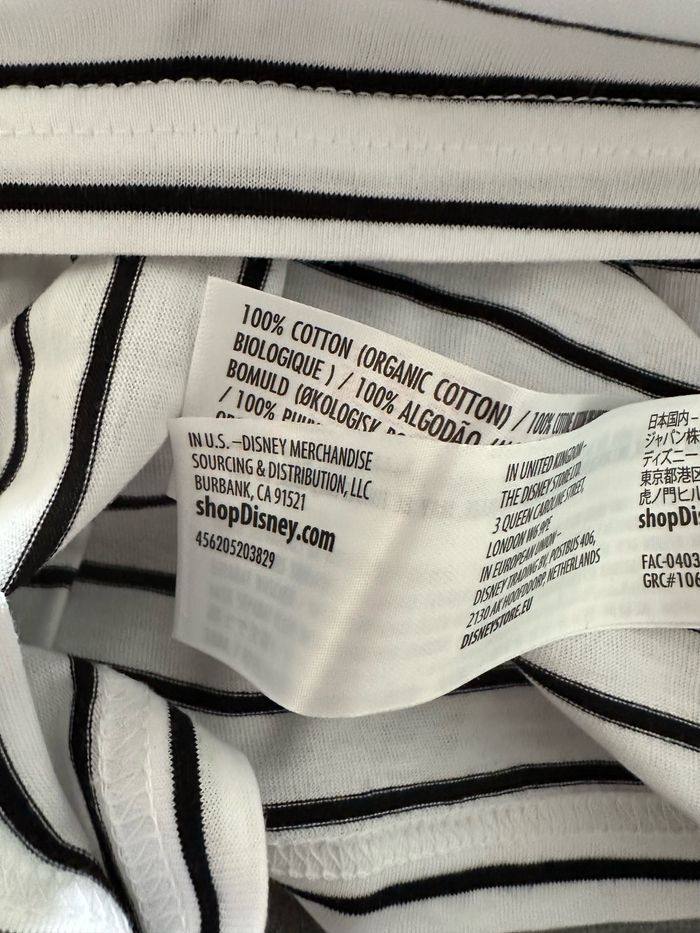 100% COTTON (ORGANIC COTTON) / 100%
BIOLOGIQUE ) / 100% ALGODÃO
BOMULD (ØKOLOGISK
/ 100%
IN U.S. –DISNEY MERCHANDISE
SOURCING & DISTRIBUTION, LLC
BURBANK, CA 91521
shopDisney.com
456205203829
IN UNITED KINGDOM–
THE DISNEY STORE LTD.
3 QUEEN CAROLINE STREET,
LONDON W6 9PE
IN EUROPEAN UNION –
DISNEY TRADING BV, POSTBUS 406,
2130 AK HOOFDDORP, NETHERLANDS
DISNEYSTORE.EU
日本国内 –
ジャパン株
ディズニー
東京都港区
虎ノ門ヒル
shopDis
FAC-0403
GRC#106